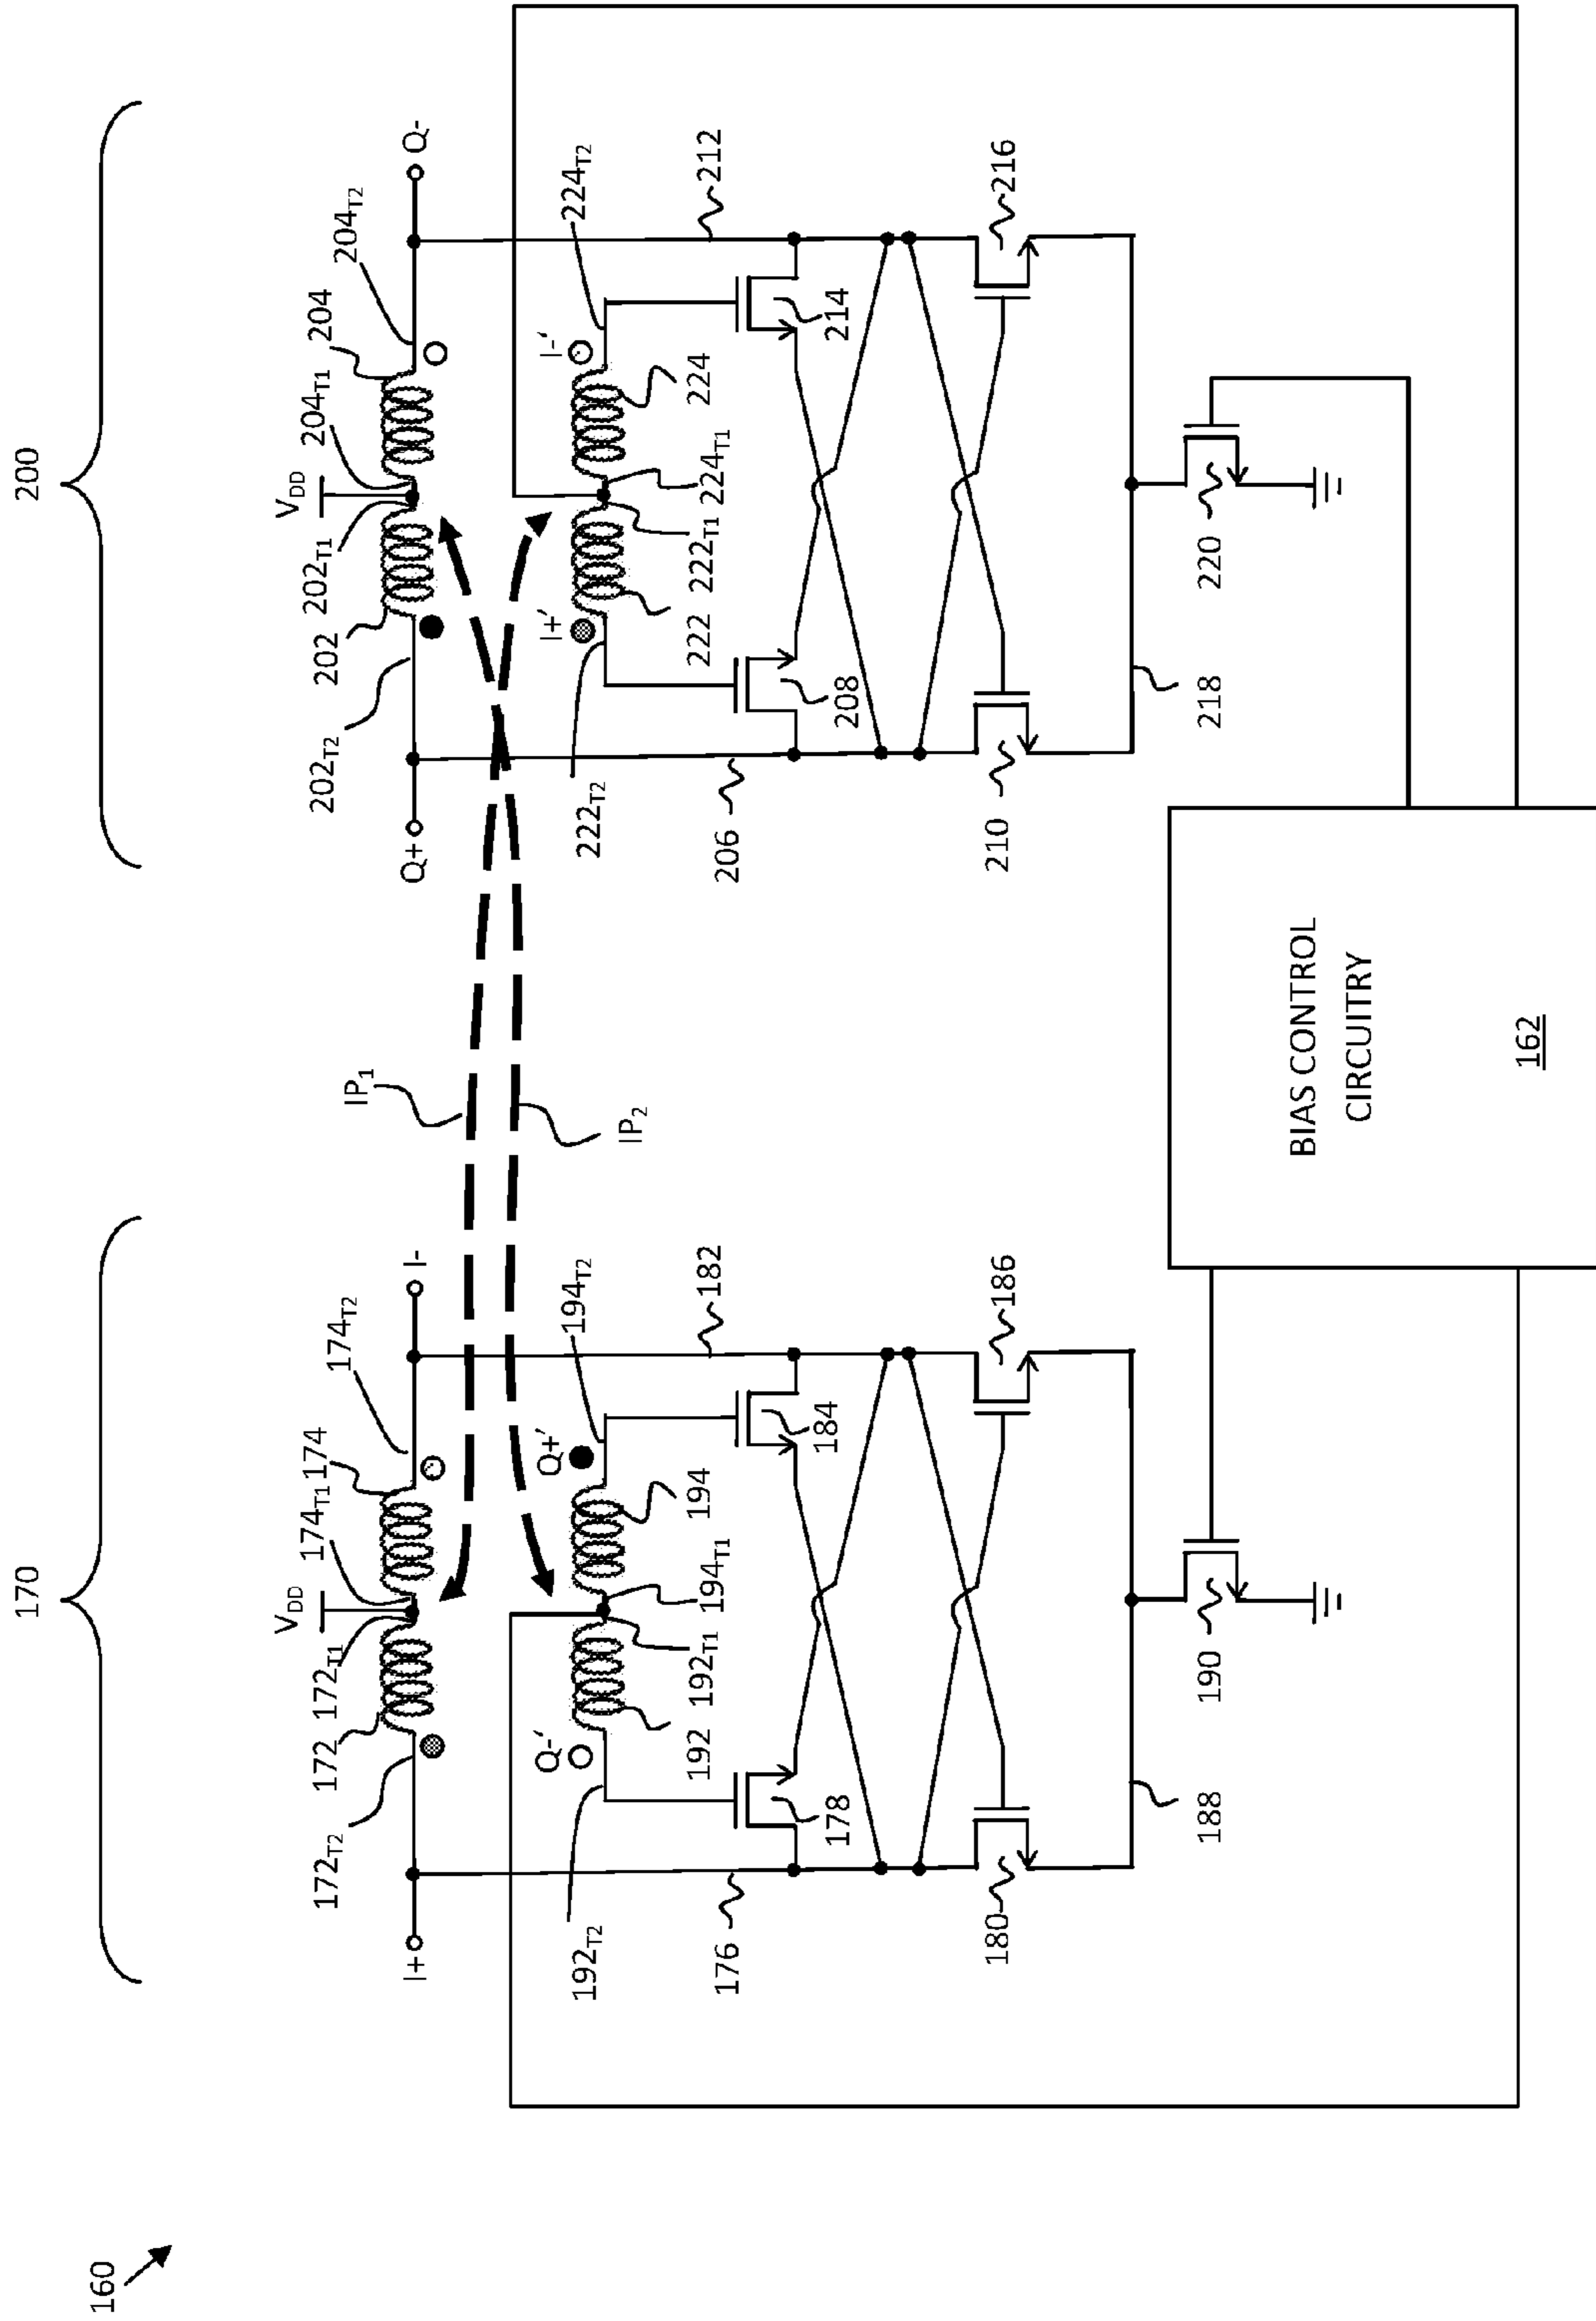 160
170
200
I+
172T2
172
172T1
VDD
174T1
174
174T2
I-
Q+
202T2
202
202T1
VDD
204T1
204
204T2
Q-
IP1
IP2
192T2
Q-′
192
192T1
194T1
194
Q+′
194T2
222T2
I+′
222
222T1
224T1
224
I-′
224T2
176
178
184
182
206
208
214
212
180
186
210
216
188
190
218
220
BIAS CONTROL
CIRCUITRY
162